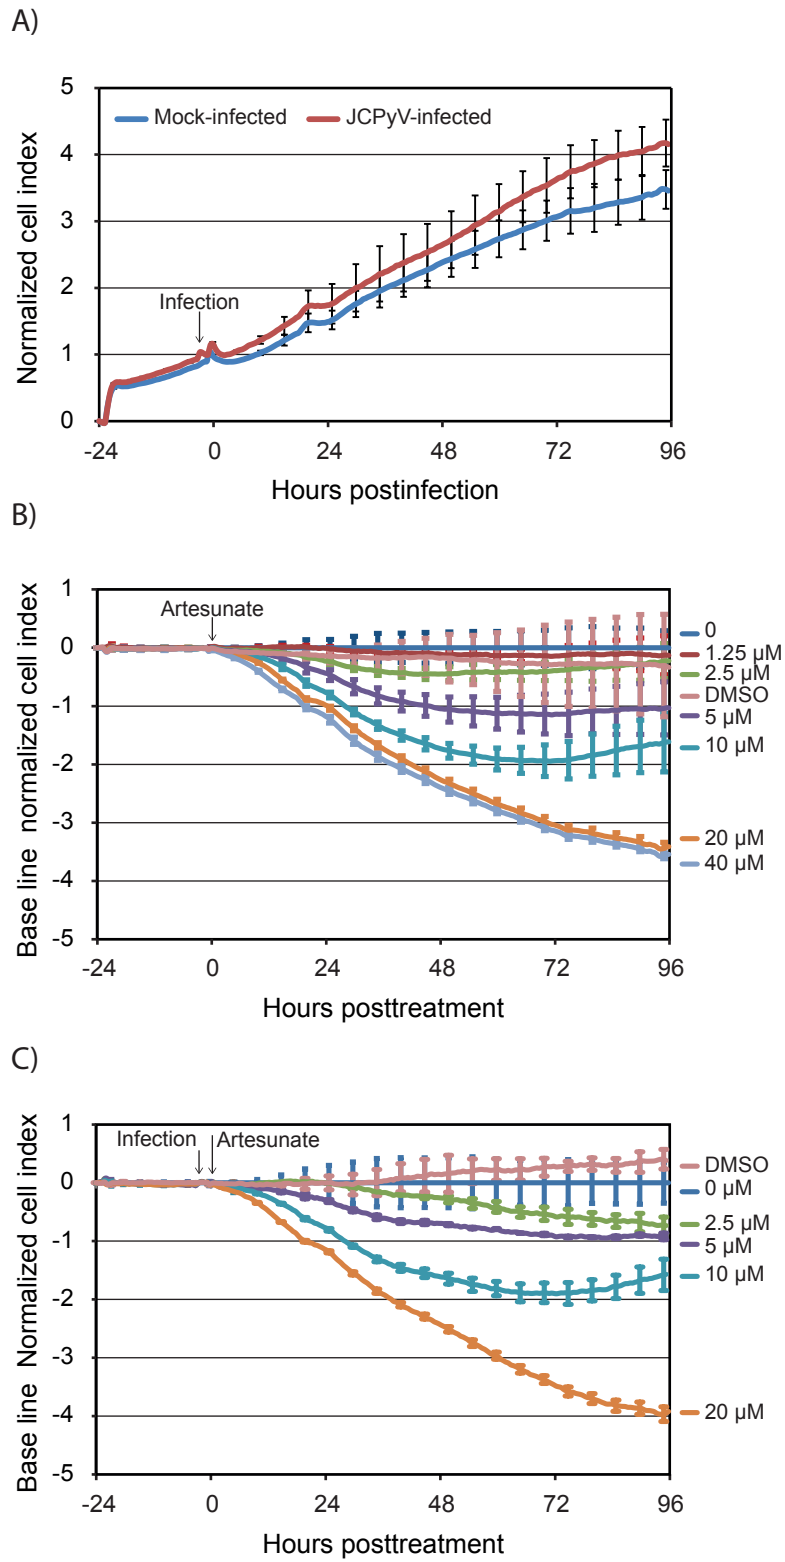 A)
Normalized cell index
5
4
3
2
1
0
Mock-infected
JCPyV-infected
Infection
-24
0
24
48
72
96
Hours postinfection
B)
Base line normalized cell index
1
0
-1
-2
-3
-4
-5
Artesunate
0
1.25 µM
2.5 µM
DMSO
5 µM
10 µM
20 µM
40 µM
-24
0
24
48
72
96
Hours posttreatment
C)
Base line Normalized cell index
1
0
-1
-2
-3
-4
-5
Infection
Artesunate
DMSO
0 µM
2.5 µM
5 µM
10 µM
20 µM
-24
0
24
48
72
96
Hours posttreatment